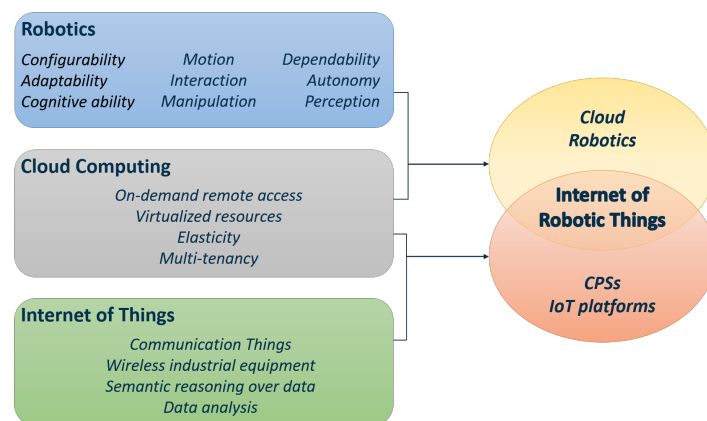 Robotics
Configurability Motion Dependability
Adaptability Interaction Autonomy
Cognitive ability Manipulation Perception
Cloud Computing
On-demand remote access
Virtualized resources
Elasticity
Multi-tenancy
Internet of Things
Communication Things
Wireless industrial equipment
Semantic reasoning over data
Data analysis
Cloud
Robotics
Internet of
Robotic Things
CPSs
IoT platforms